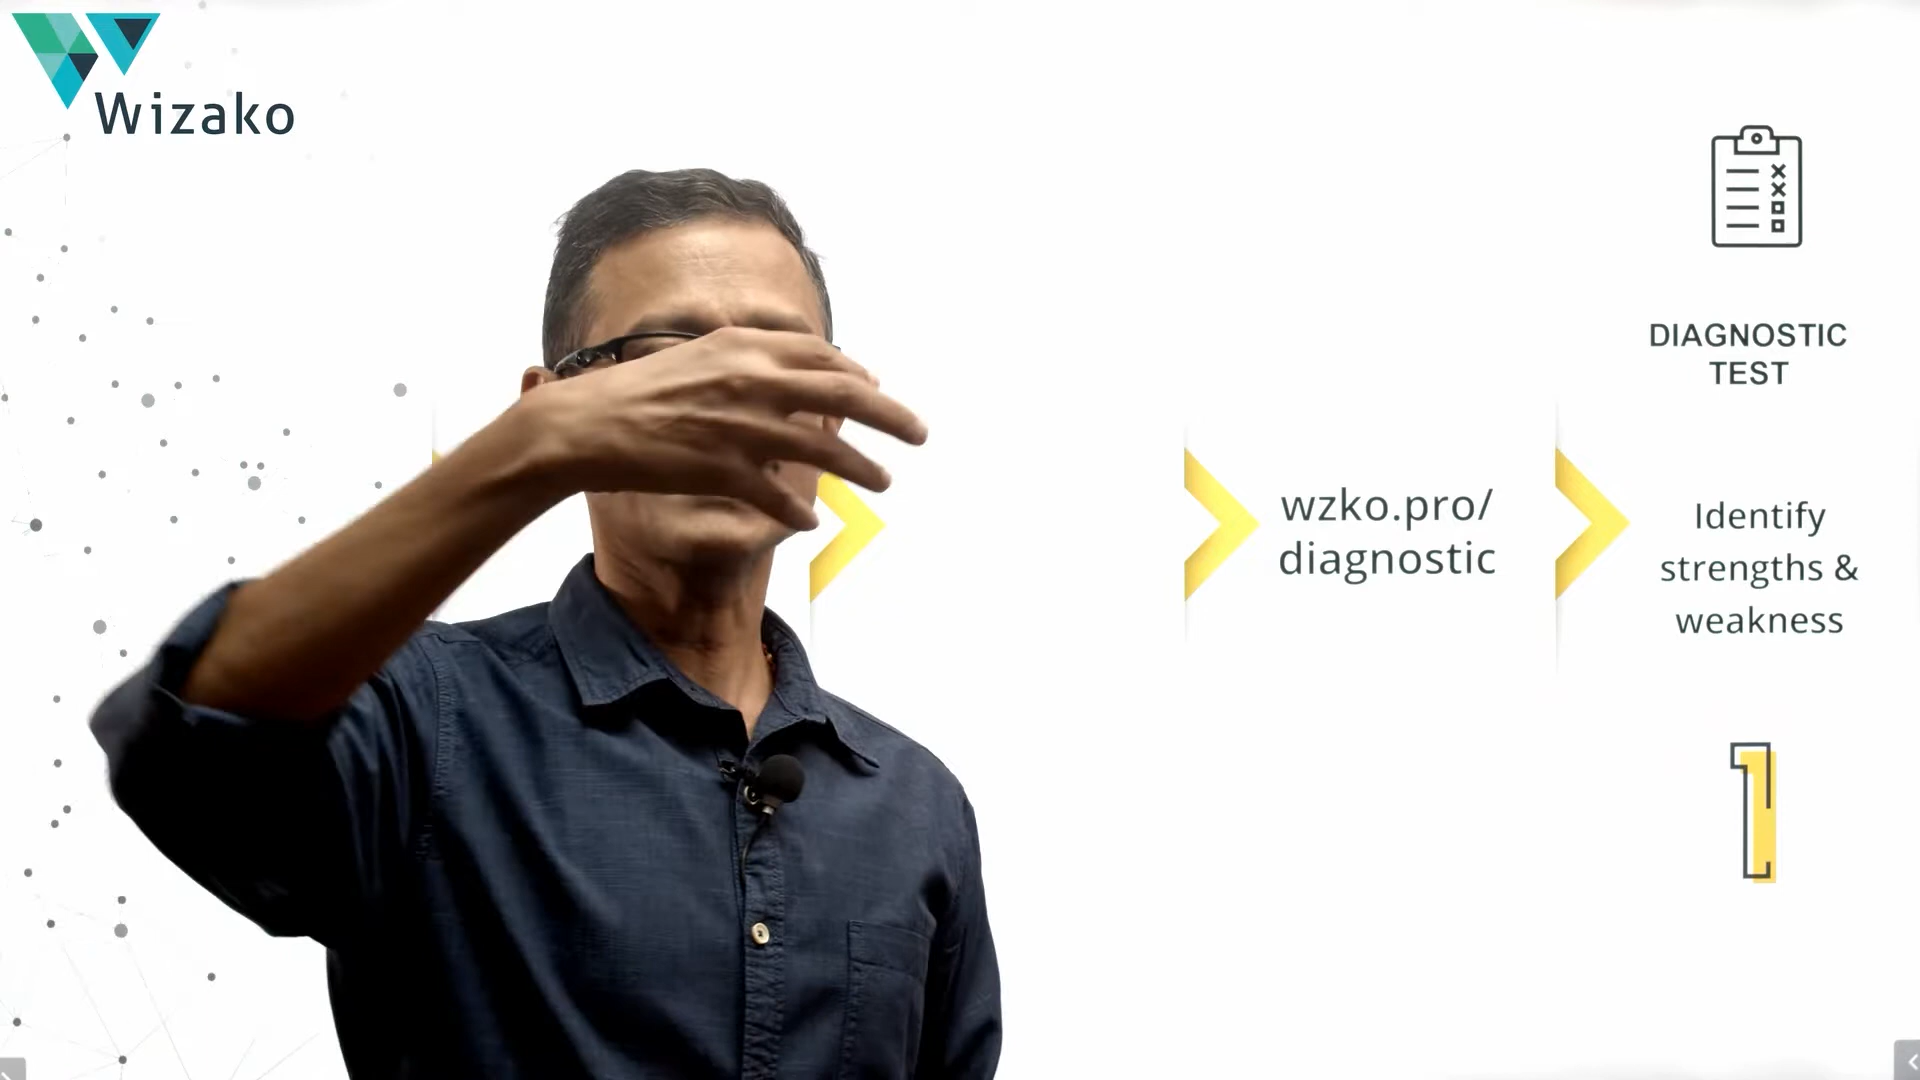 Wizako
DIAGNOSTIC
TEST
wzko.pro/
diagnostic
Identify
strengths &
weakness
1